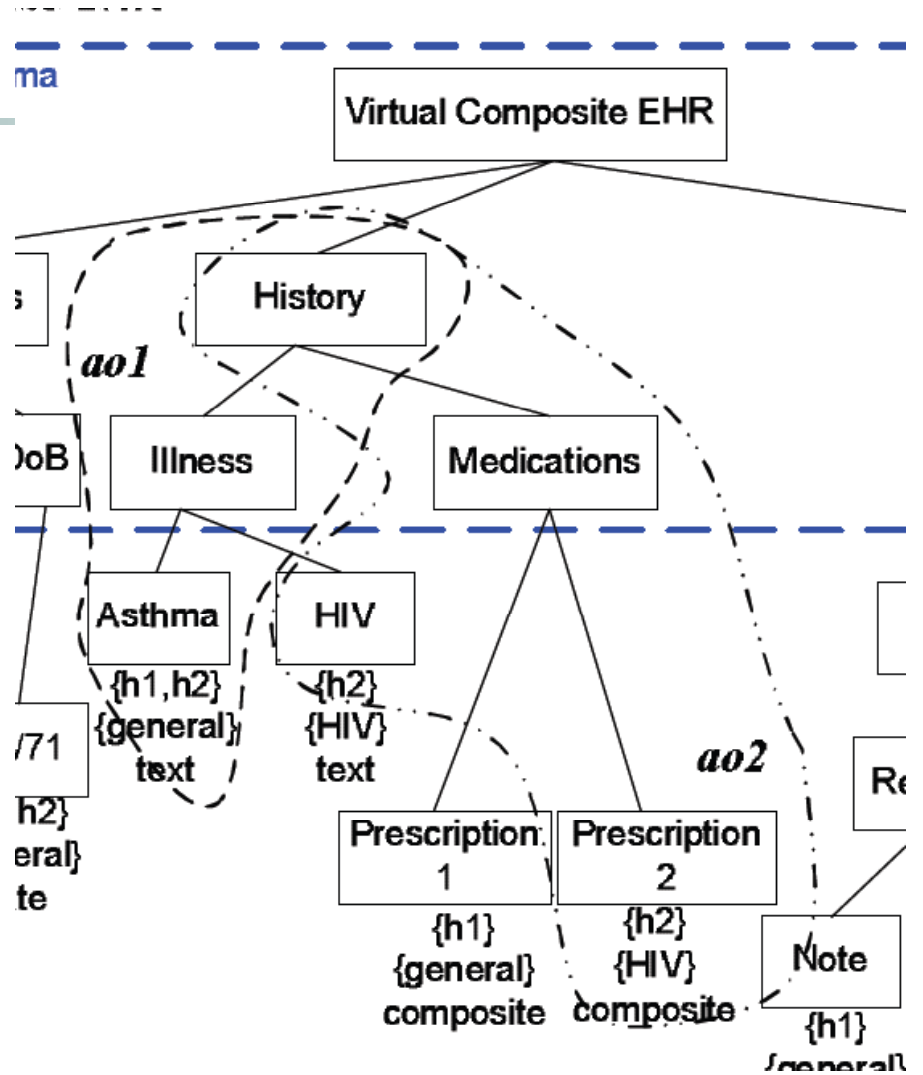 ma
Virtual Composite EHR
s
History
ao1
DoB
Illness
Medications
Asthma
HIV
{h1,h2}
{general}
text
{h2}
{HIV}
text
/71
h2}
eral}
te
ao2
Re
Prescription
1
Prescription
2
{h1}
{general}
composite
{h2}
{HIV}
composite
Note
{h1}
{general}